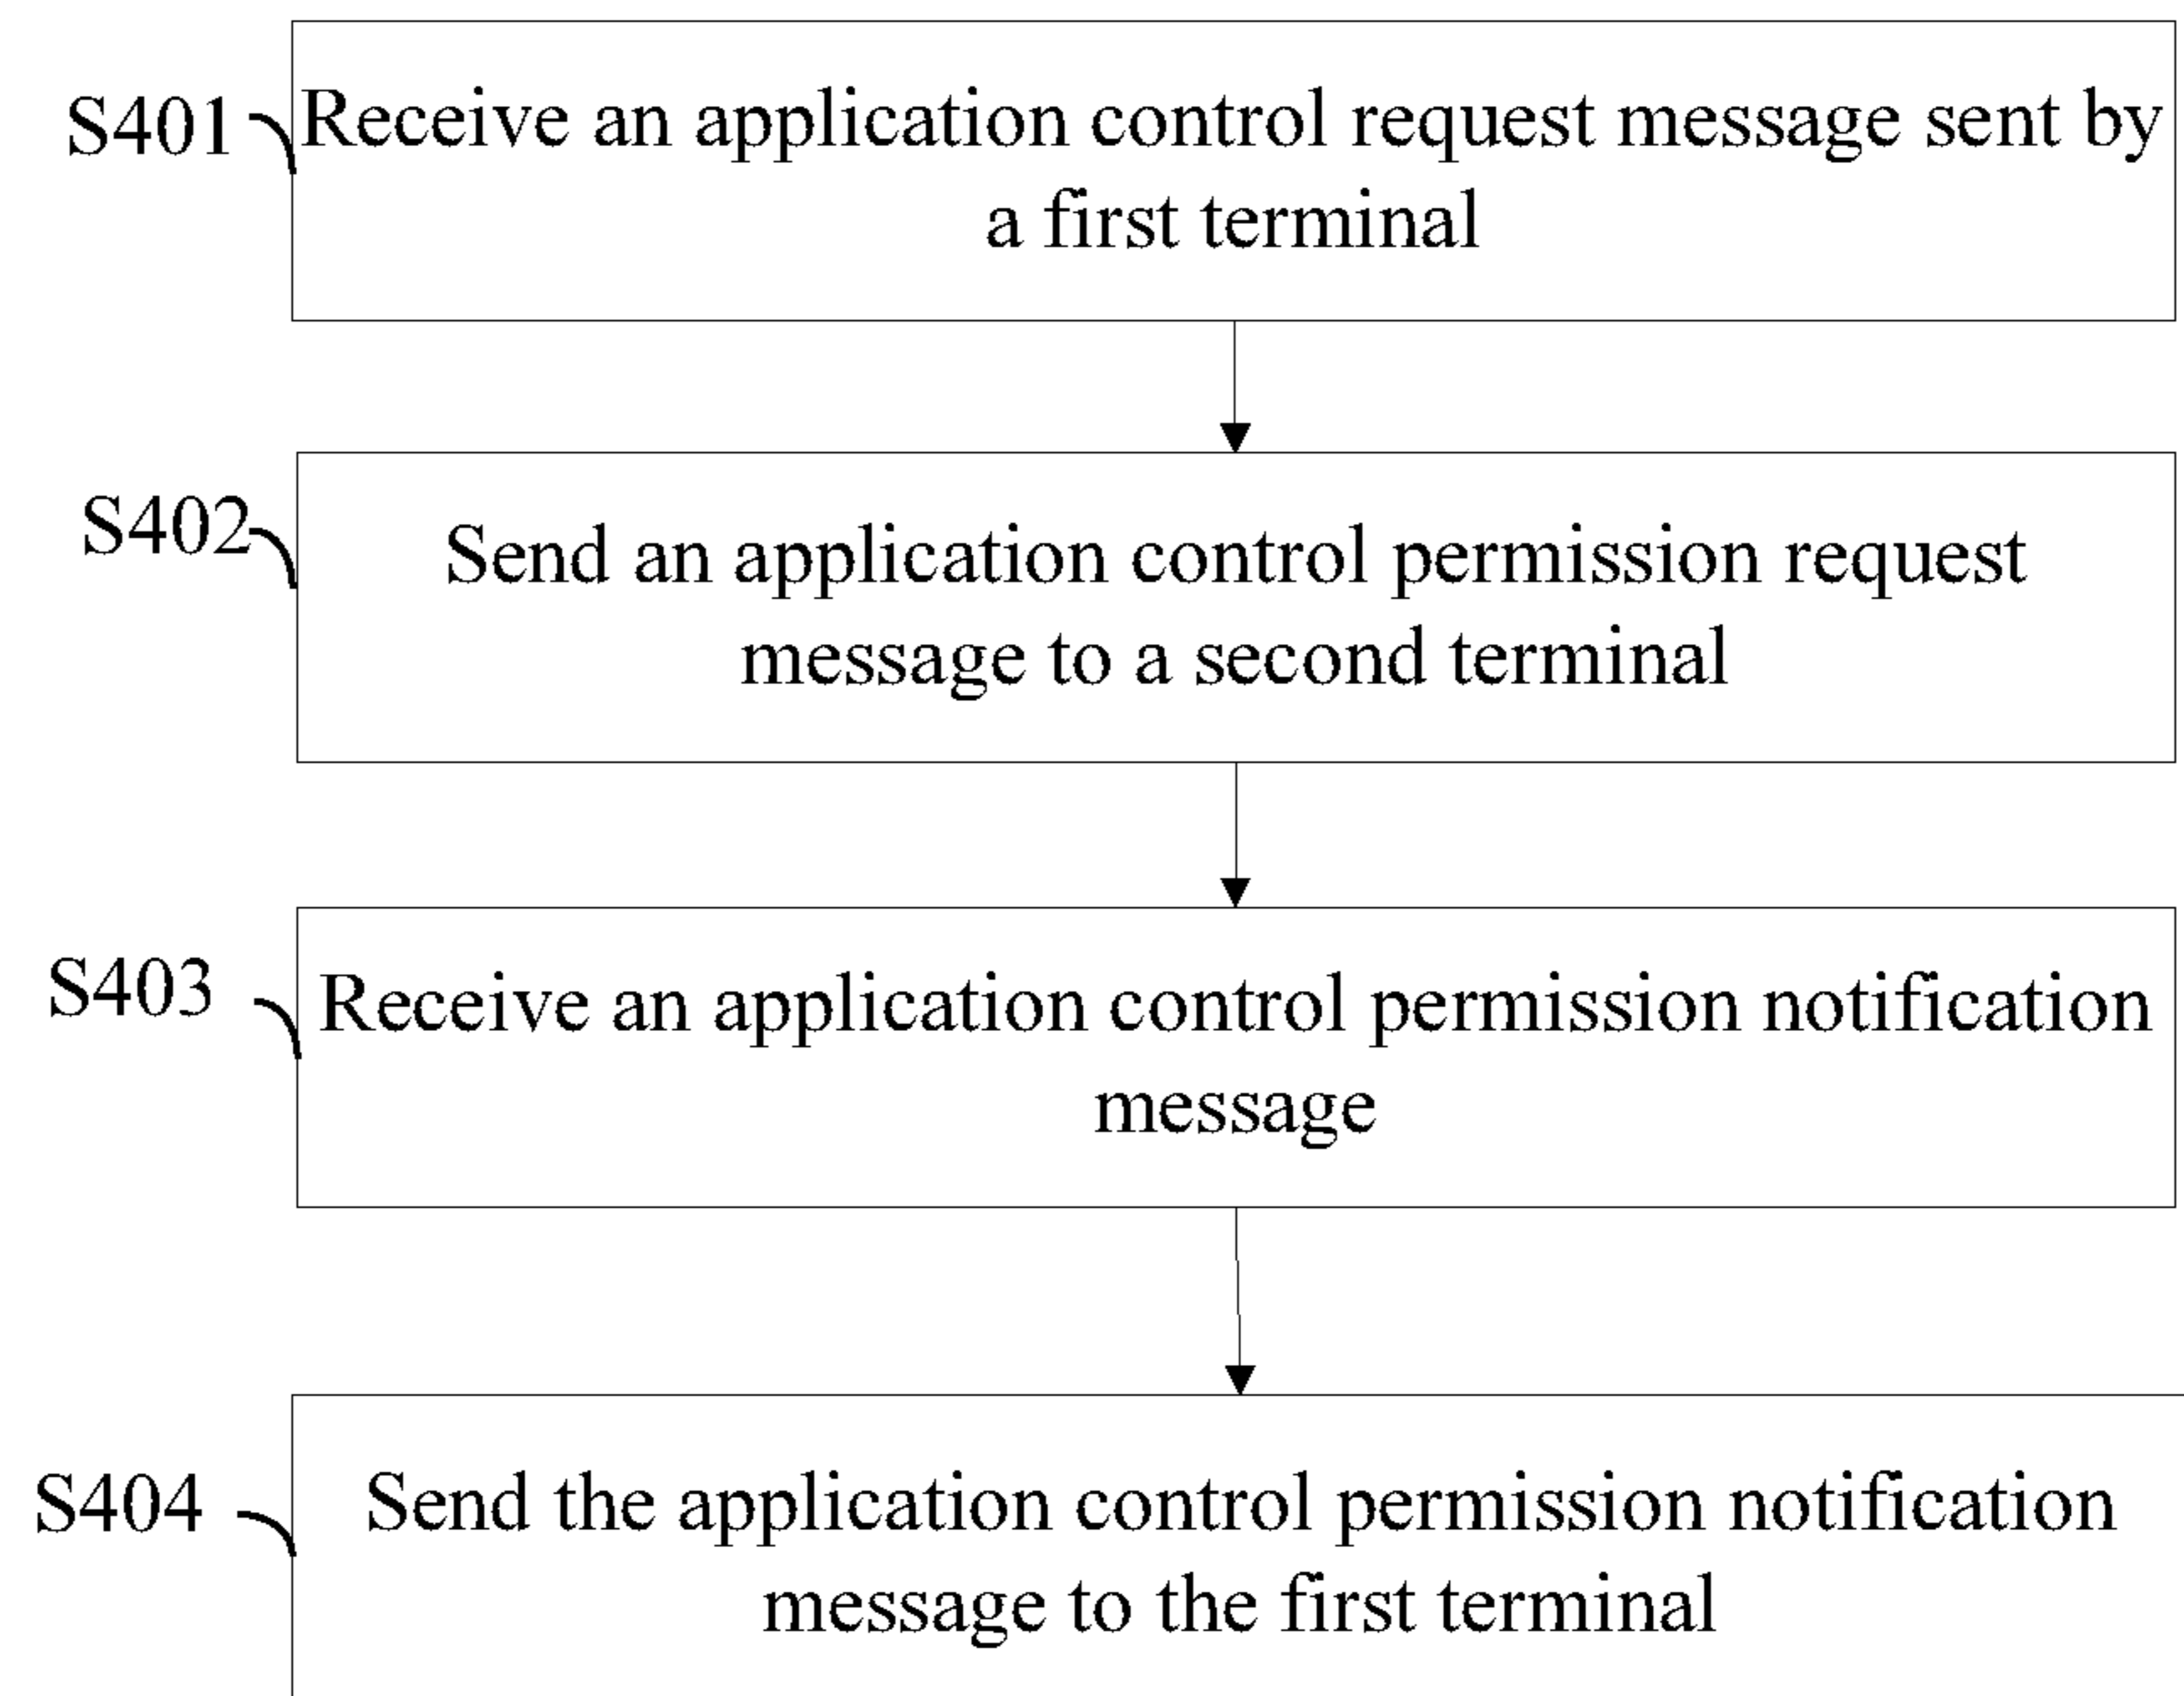 S401
Receive an application control request message sent by
a first terminal
S402
Send an application control permission request
message to a second terminal
S403
Receive an application control permission notification
message
S404
Send the application control permission notification
message to the first terminal